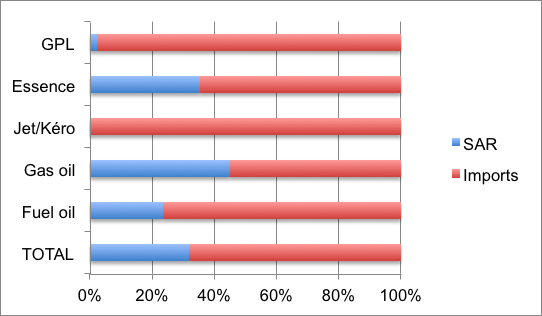 GPL
Essence
Jet/Kéro
Gas oil
Fuel oil
TOTAL
0% 20% 40% 60% 80% 100%
SAR
Imports